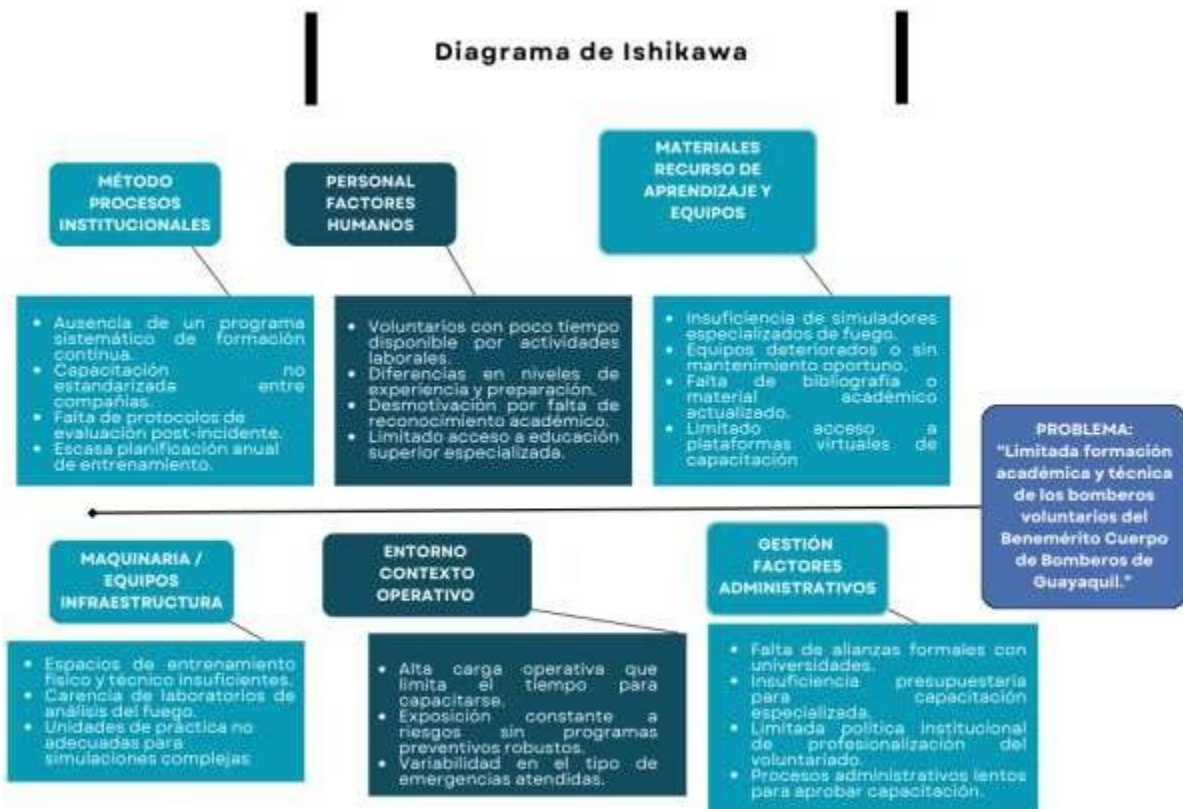 Diagrama de Ishikawa
MÉTODO
PROCESOS
INSTITUCIONALES
PERSONAL
FACTORES
HUMANOS
MATERIALES
RECURSO DE
APRENDIZAJE Y
EQUIPOS
• Ausencia de un programa
sistemático de formación
continua.
• Capacitación no
estandarizada entre
compañías.
• Falta de protocolos de
evaluación post-incidente.
• Escasa planificación anual
de entrenamiento.
• Voluntarios con poco tiempo
disponible por actividades
laborales.
• Diferencias en niveles de
experiencia y preparación.
• Desmotivación por falta de
reconocimiento académico.
• Limitado acceso a educación
superior especializada.
• Insuficiencia de simuladores
especializados de fuego.
• Equipos deteriorados o sin
mantenimiento oportuno.
• Falta de bibliografía o
material académico
actualizado.
• Limitado acceso a
plataformas virtuales de
capacitación
PROBLEMA:
"Limitada formación
académica y técnica
de los bomberos
voluntarios del
Benemérito Cuerpo
de Bomberos de
Guayaquil."
MAQUINARIA /
EQUIPOS
INFRAESTRUCTURA
ENTORNO
CONTEXTO
OPERATIVO
GESTIÓN
FACTORES
ADMINISTRATIVOS
• Espacios de entrenamiento
físico y técnico insuficientes.
• Carencia de laboratorios de
análisis del fuego.
• Unidades de práctica no
adecuadas para
simulaciones complejas
• Alta carga operativa que
limita el tiempo para
capacitarse.
• Exposición constante a
riesgos sin programas
preventivos robustos.
• Variabilidad en el tipo de
emergencias atendidas.
• Falta de alianzas formales con
universidades.
• Insuficiencia presupuestaria
para capacitación
especializada.
• Limitada política institucional
de profesionalización del
voluntariado.
• Procesos administrativos lentos
para aprobar capacitación.